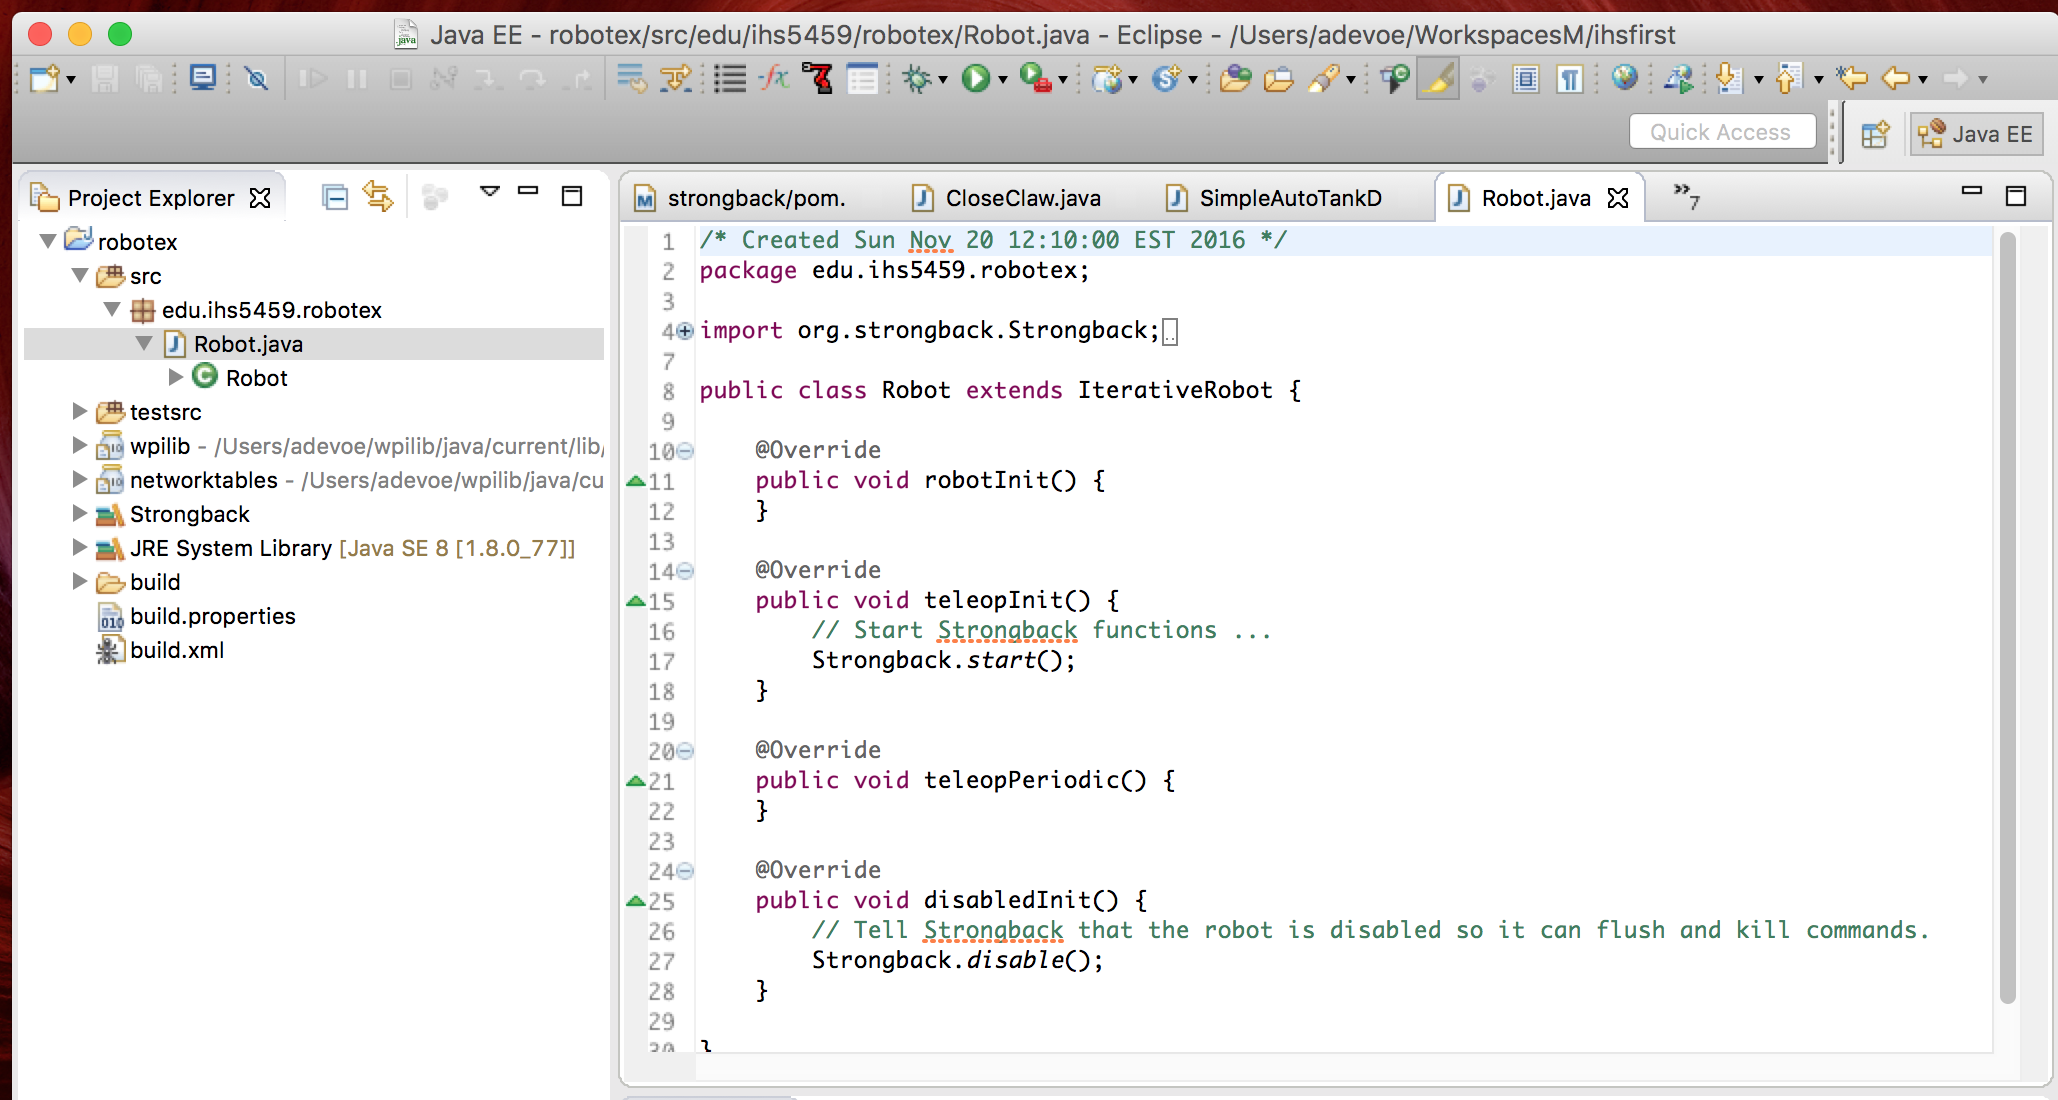 Java EE - robotex/src/edu/ihs5459/robotex/Robot.java - Eclipse - /Users/adevoe/WorkspacesM/ihsfirst
Quick Access
Java EE
Project Explorer
robotex
src
edu.ihs5459.robotex
Robot.java
Robot
testsrc
wpilib - /Users/adevoe/wpilib/java/current/lib/
networktables - /Users/adevoe/wpilib/java/cu
Strongback
JRE System Library [Java SE 8 [1.8.0_77]]
build
build.properties
build.xml
strongback/pom.
CloseClaw.java
SimpleAutoTankD
Robot.java
»7
1 /* Created Sun Nov 20 12:10:00 EST 2016 */
2 package edu.ihs5459.robotex;
3
4 import org.strongback.Strongback;
7
8 public class Robot extends IterativeRobot {
9
10 @Override
11 public void robotInit() {
12 }
13
14 @Override
15 public void teleopInit() {
16 // Start Strongback functions ...
17 Strongback.start();
18 }
19
20 @Override
21 public void teleopPeriodic() {
22 }
23
24 @Override
25 public void disabledInit() {
26 // Tell Strongback that the robot is disabled so it can flush and kill commands.
27 Strongback.disable();
28 }
29
30 }